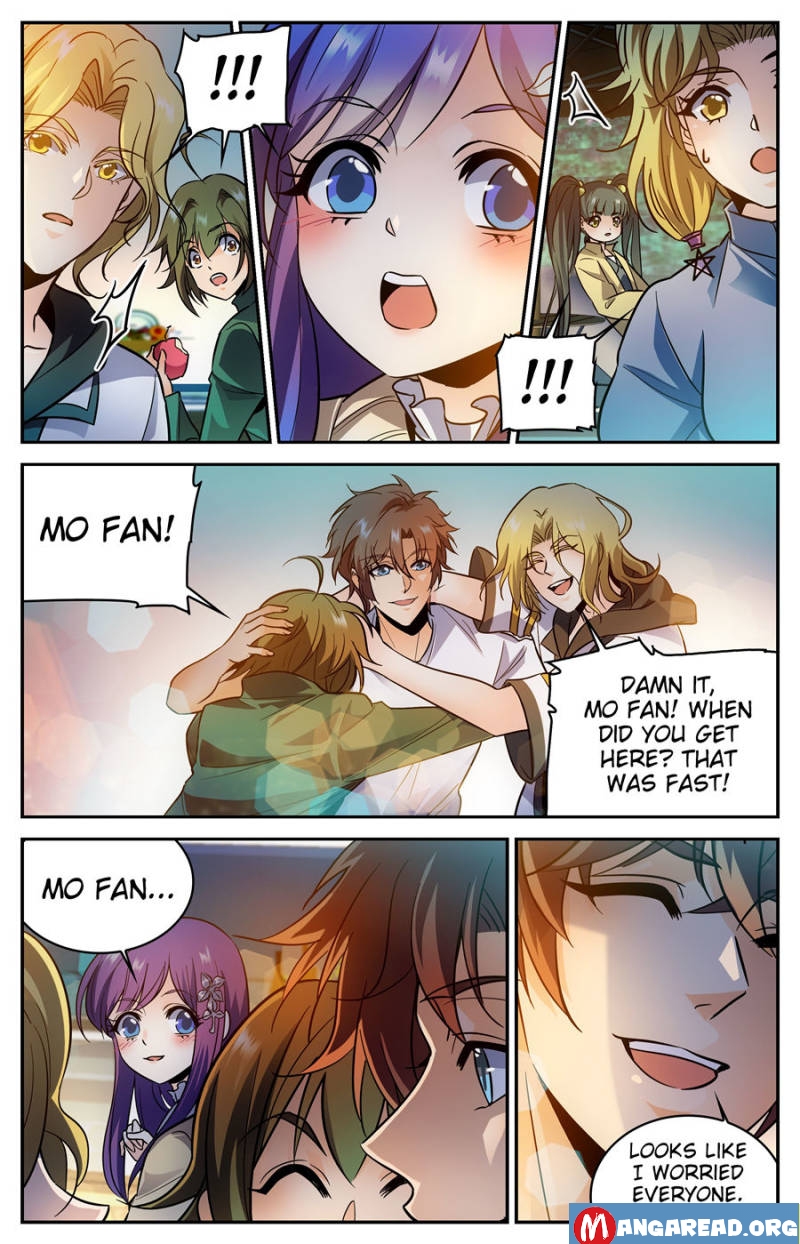 !!!
!!!
MO FAN!
DAMN IT,
MO FAN! WHEN
DID YOU GET
HERE? THAT
WAS FAST!
MO FAN...
LOOKS LIKE
I WORRIED
EVERYONE.
MANGAREAD.ORG